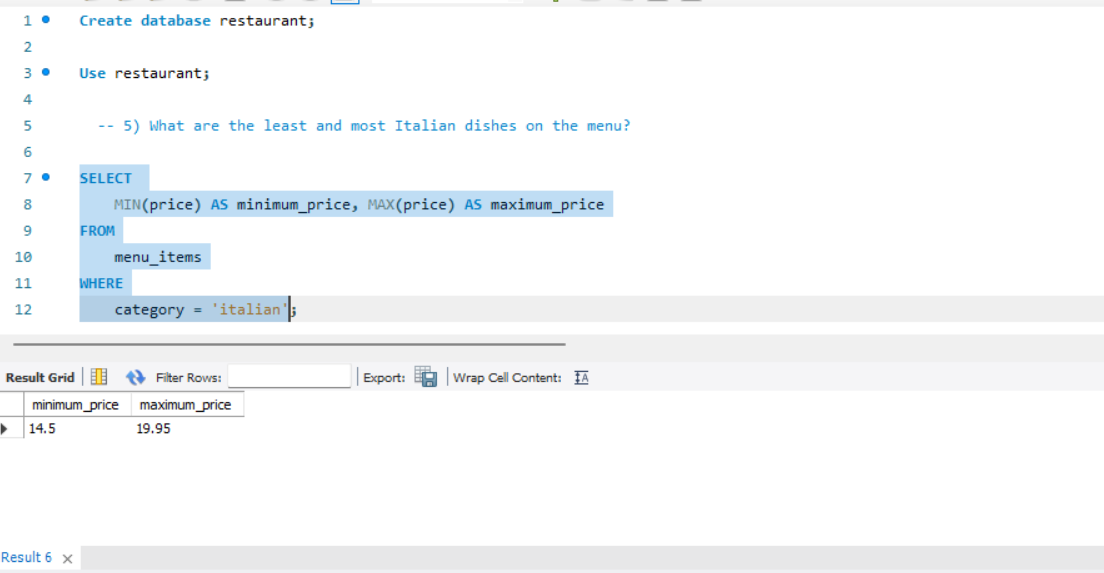 1 Create database restaurant;
2
3 Use restaurant;
4
5 -- 5) What are the least and most Italian dishes on the menu?
6
7 SELECT
8 MIN(price) AS minimum_price, MAX(price) AS maximum_price
9 FROM
10 menu_items
11 WHERE
12 category = 'italian';
Result Grid Filter Rows: Export: Wrap Cell Content: IA
minimum_price maximum_price
14.5 19.95
Result 6 ×